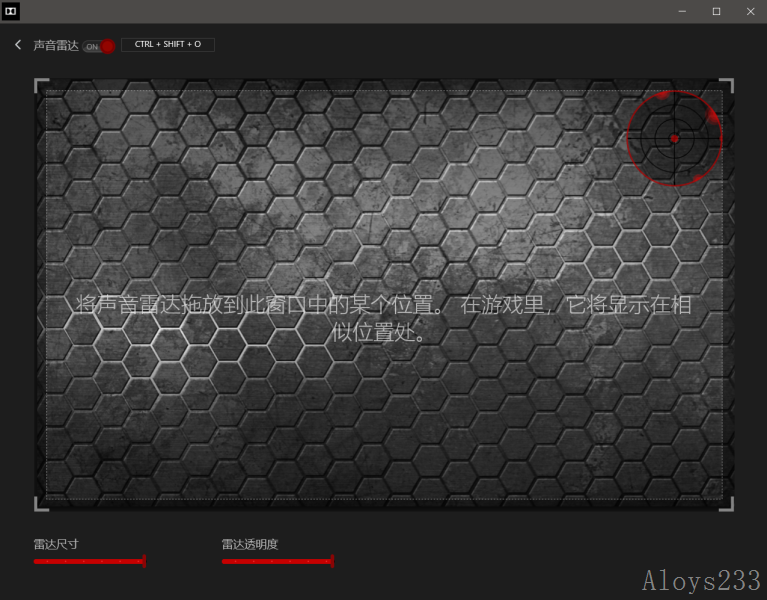 声音雷达 ON CTRL + SHIFT + O
将声音雷达拖放到此窗口中的某个位置。 在游戏里，它将显示在相
似位置处。
雷达尺寸 雷达透明度
Aloys233